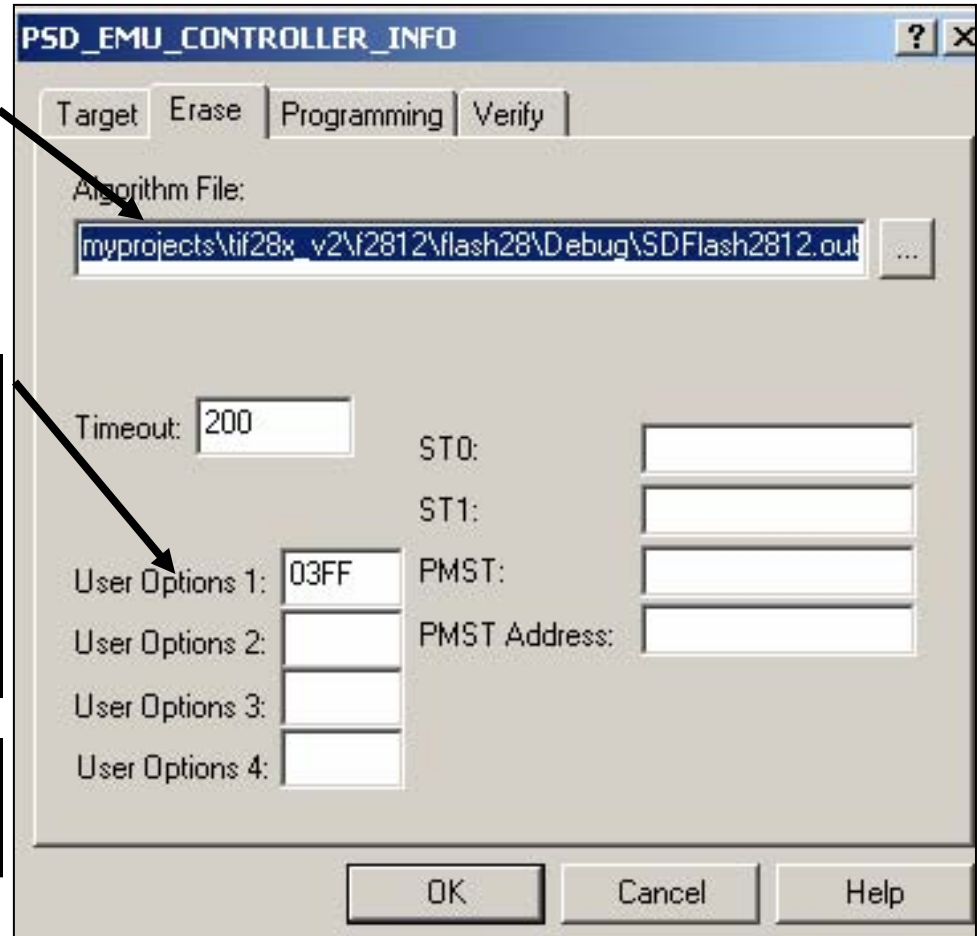 PSD_EMU_CONTROLLER_INFO
? X
Target Erase Programming Verify
Algorithm File:
myprojects\tif28x_v2\f2812\flash28\Debug\SDFlash2812.out ...
Timeout: 200
ST0:
ST1:
User Options 1: 03FF PMST:
User Options 2: PMST Address:
User Options 3:
User Options 4:
OK Cancel Help